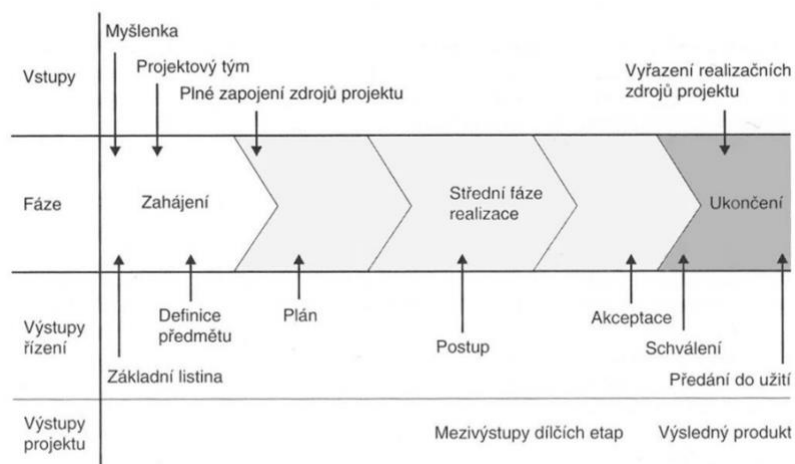 Myšlenka
Projektový tým
Plné zapojení zdrojů projektu
Vyřazení realizačních
zdrojů projektu
Vstupy
Fáze
Zahájení
Střední fáze
realizace
Ukončení
Výstupy
řízení
Základní listina
Definice
předmětu
Plán
Postup
Akceptace
Schválení
Předání do užití
Výstupy
projektu
Mezivýstupy dílčích etap
Výsledný produkt